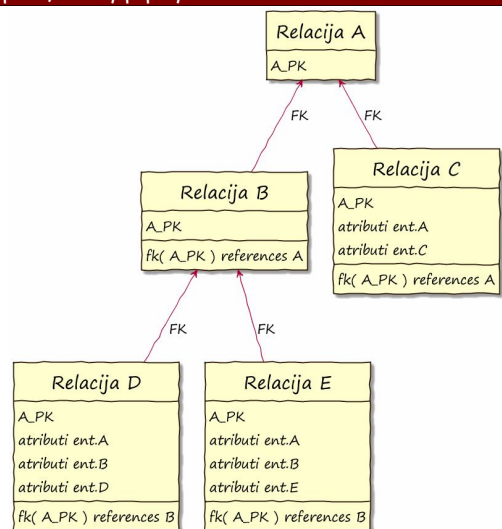 Relacija A
A_PK
FK
FK
Relacija B
A_PK
fk( A_PK ) references A
Relacija C
A_PK
atributi ent.A
atributi ent.C
fk( A_PK ) references A
FK
FK
Relacija D
A_PK
atributi ent.A
atributi ent.B
atributi ent.D
fk( A_PK ) references B
Relacija E
A_PK
atributi ent.A
atributi ent.B
atributi ent.E
fk( A_PK ) references B